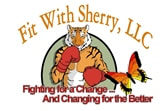 Fit With Sherry, LLC
Fighting for a Change ...
And Changing for the Better